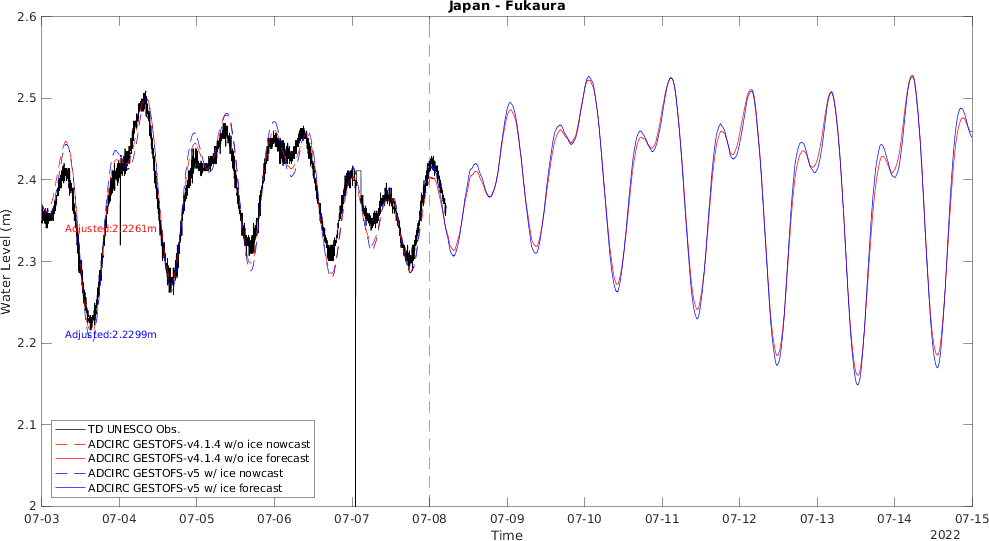 Japan - Fukaura
2.6
2.5
2.4
2.3
2.2
2.1
2
Water Level (m)
Adjusted:2.2261m
Adjusted:2.2299m
TD UNESCO Obs.
ADCIRC GESTOFS-v4.1.4 w/o ice nowcast
ADCIRC GESTOFS-v4.1.4 w/o ice forecast
ADCIRC GESTOFS-v5 w/ ice nowcast
ADCIRC GESTOFS-v5 w/ ice forecast
07-03 07-04 07-05 07-06 07-07 07-08 07-09 07-10 07-11 07-12 07-13 07-14 07-15
Time
2022